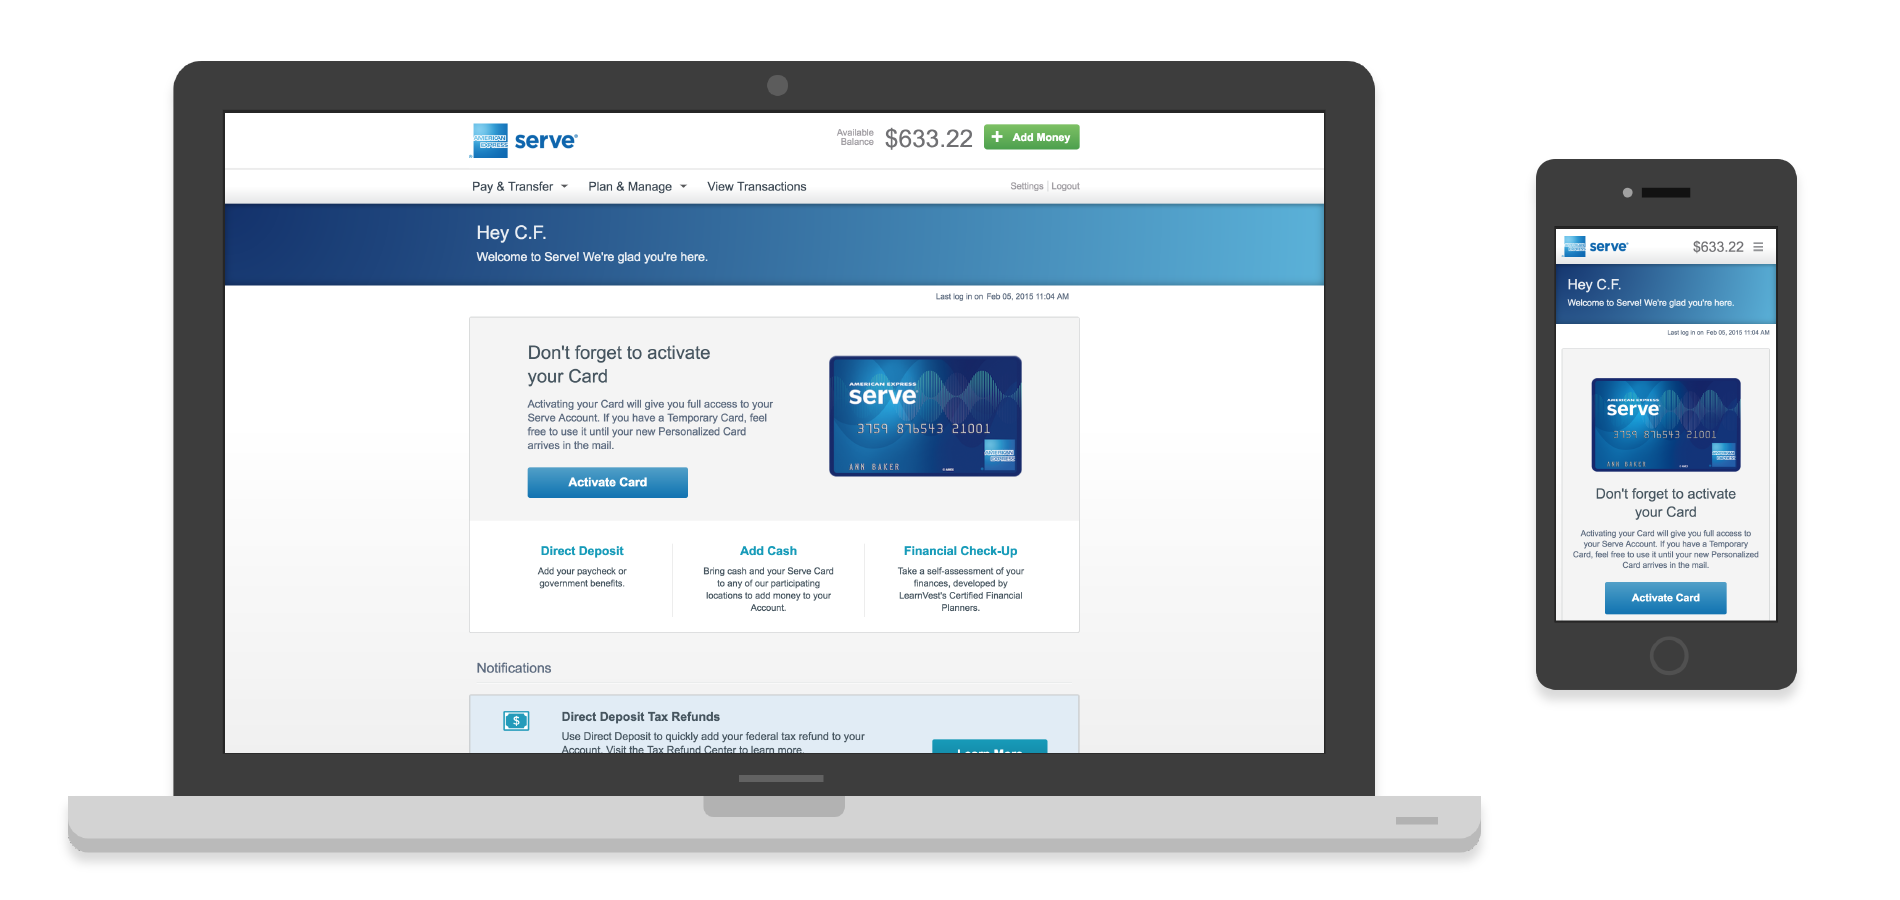 AMERICAN
EXPRESS
serve®
Available
Balance
$633.22
+ Add Money
Pay & Transfer
Plan & Manage
View Transactions
Settings | Logout
Hey C.F.
Welcome to Serve! We're glad you're here.
Last log in on Feb 05, 2015 11:04 AM
Don't forget to activate
your Card
Activating your Card will give you full access to your
Serve Account. If you have a Temporary Card, feel
free to use it until your new Personalized Card
arrives in the mail.
Activate Card
AMERICAN EXPRESS
serve
3759 876543 21001
AMERICAN
EXPRESS
ANN BAKER
Direct Deposit
Add your paycheck or
government benefits.
Add Cash
Bring cash and your Serve Card
to any of our participating
locations to add money to your
Account.
Financial Check-Up
Take a self-assessment of your
finances, developed by
LearnVest's Certified Financial
Planners.
Notifications
$
Direct Deposit Tax Refunds
Use Direct Deposit to quickly add your federal tax refund to your
Account. Visit the Tax Refund Center to learn more.
Learn More
serve®
$633.22
Hey C.F.
Welcome to Serve! We're glad you're here.
Last log in on Feb 05, 2015 11:04 AM
AMERICAN EXPRESS
serve
3759 876543 21001
ANN BAKER
Don't forget to activate
your Card
Activating your Card will give you full access to
your Serve Account. If you have a Temporary
Card, feel free to use it until your new Personalized
Card arrives in the mail.
Activate Card